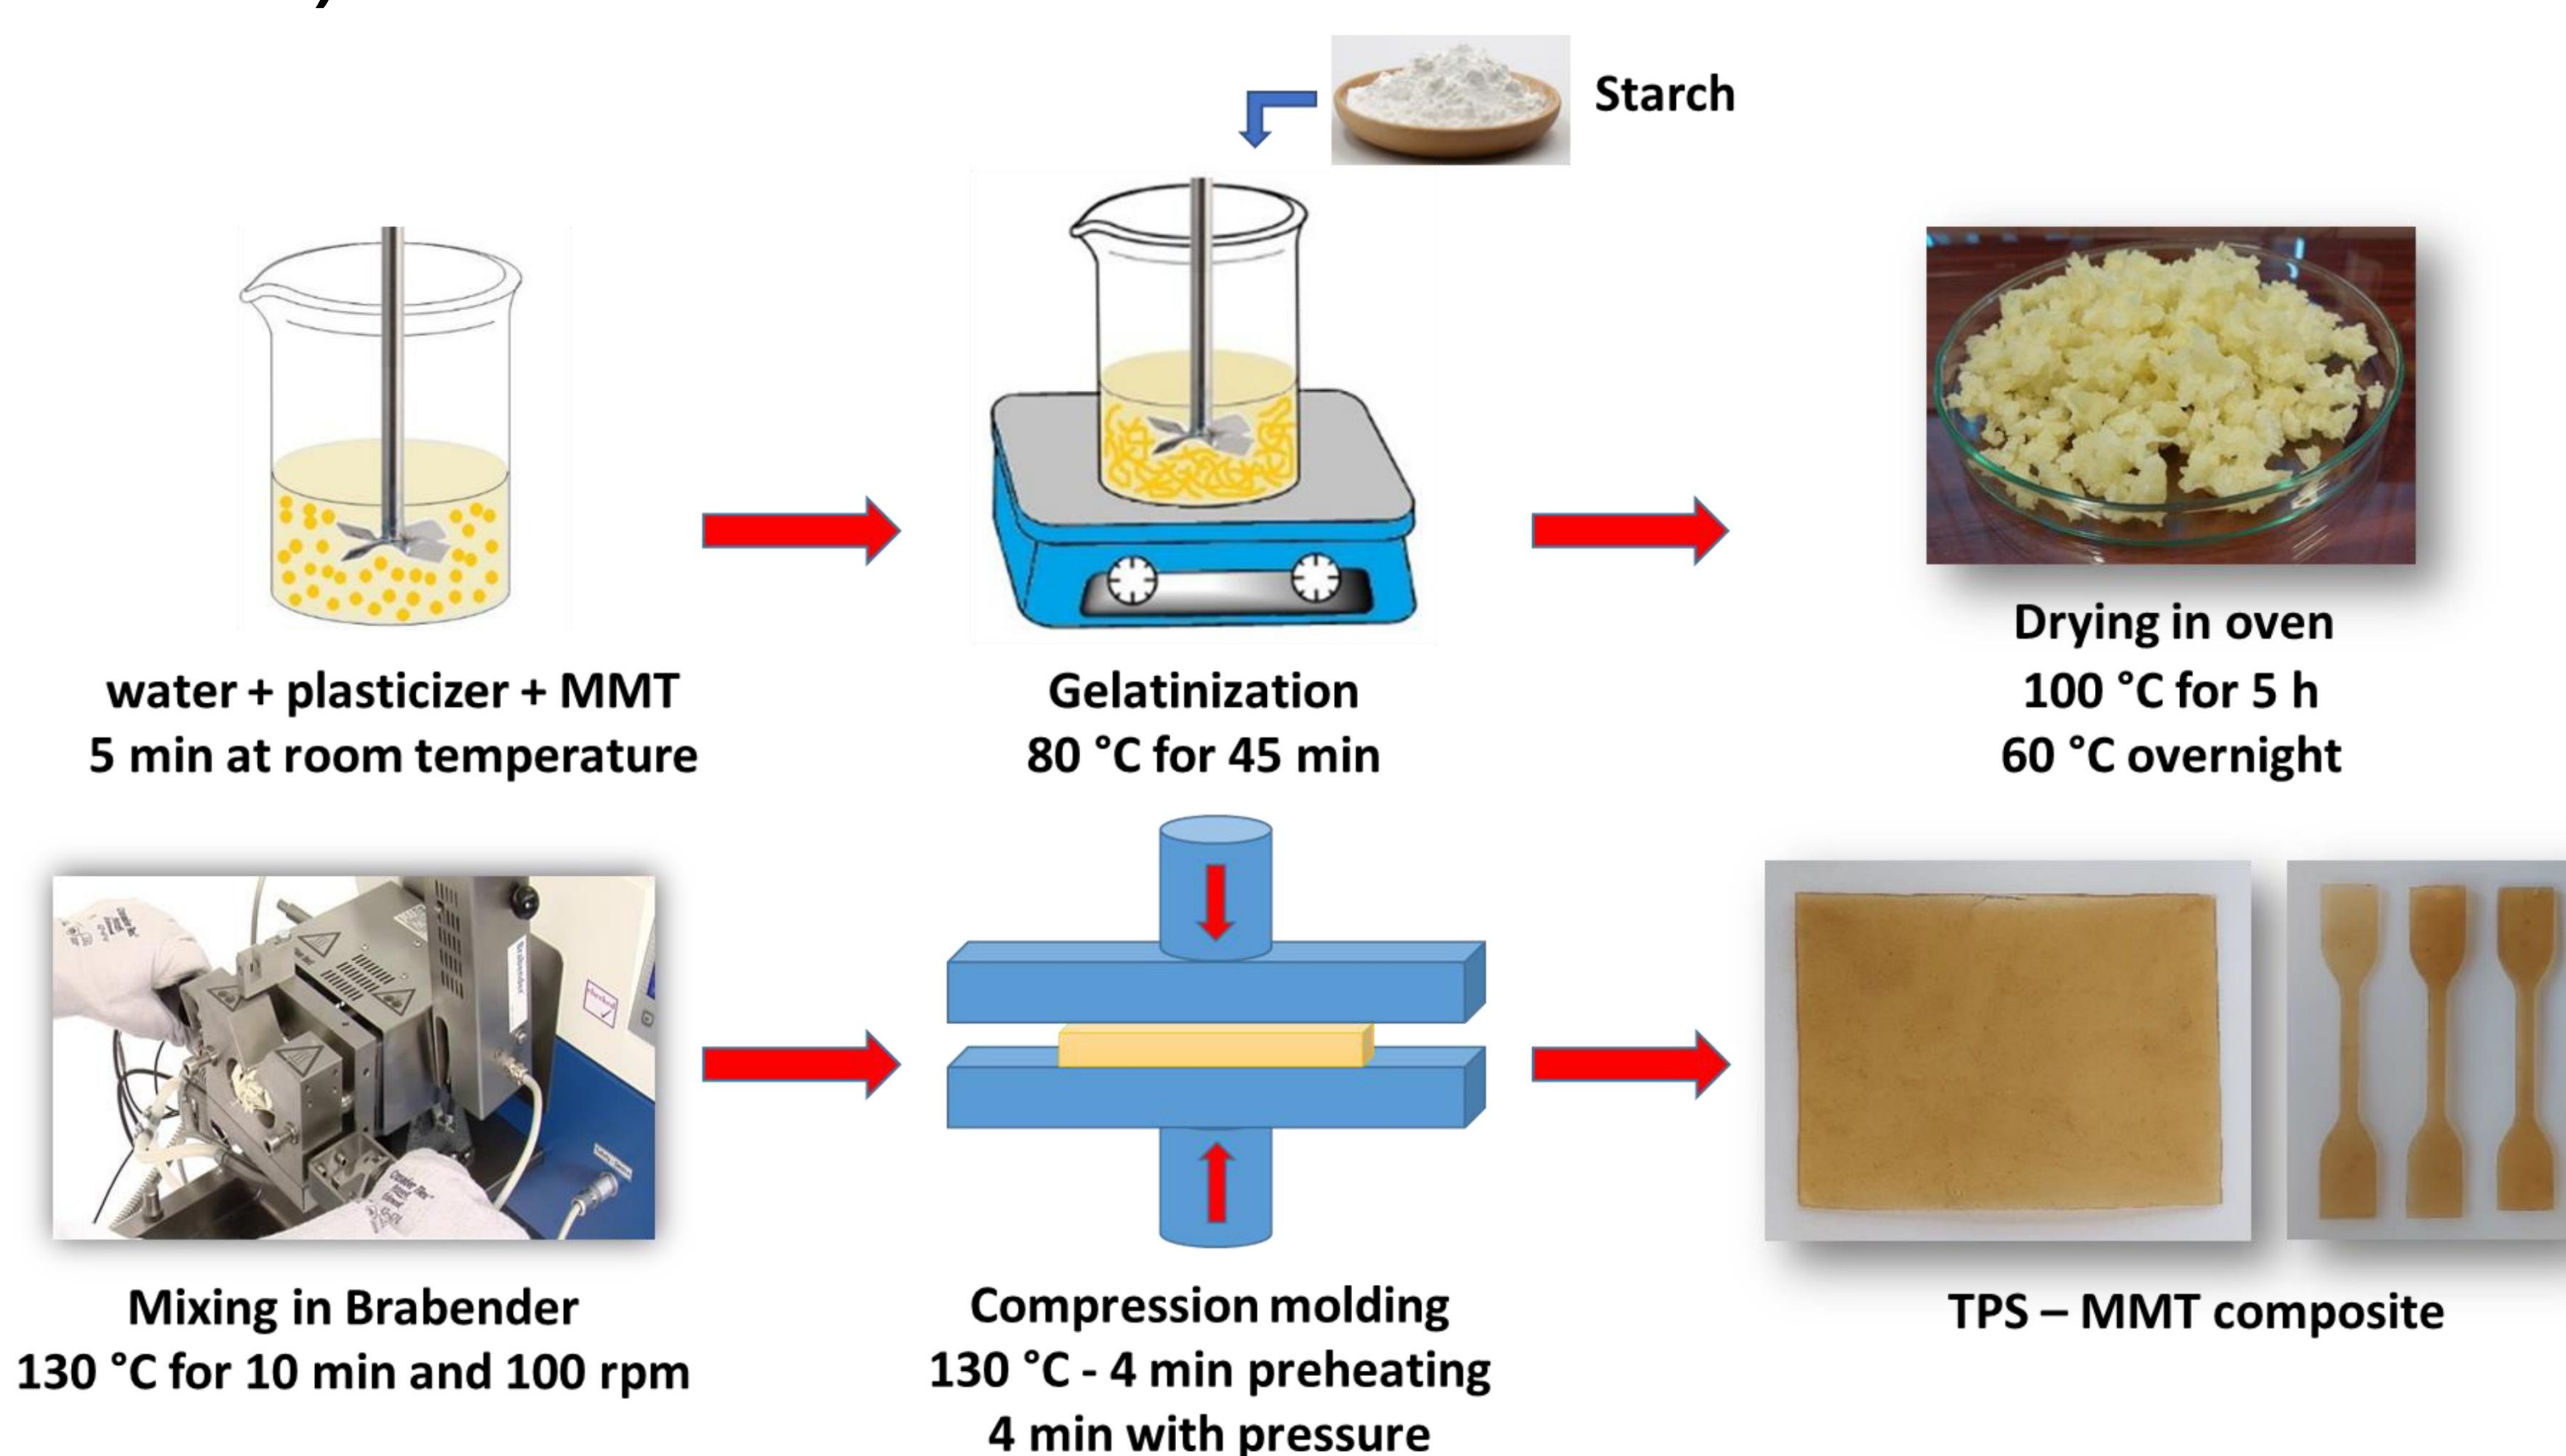 Starch
water + plasticizer + MMT
5 min at room temperature
Gelatinization
80 °C for 45 min
Drying in oven
100 °C for 5 h
60 °C overnight
Brabender
checked
Mixing in Brabender
130 °C for 10 min and 100 rpm
Compression molding
130 °C - 4 min preheating
4 min with pressure
TPS – MMT composite